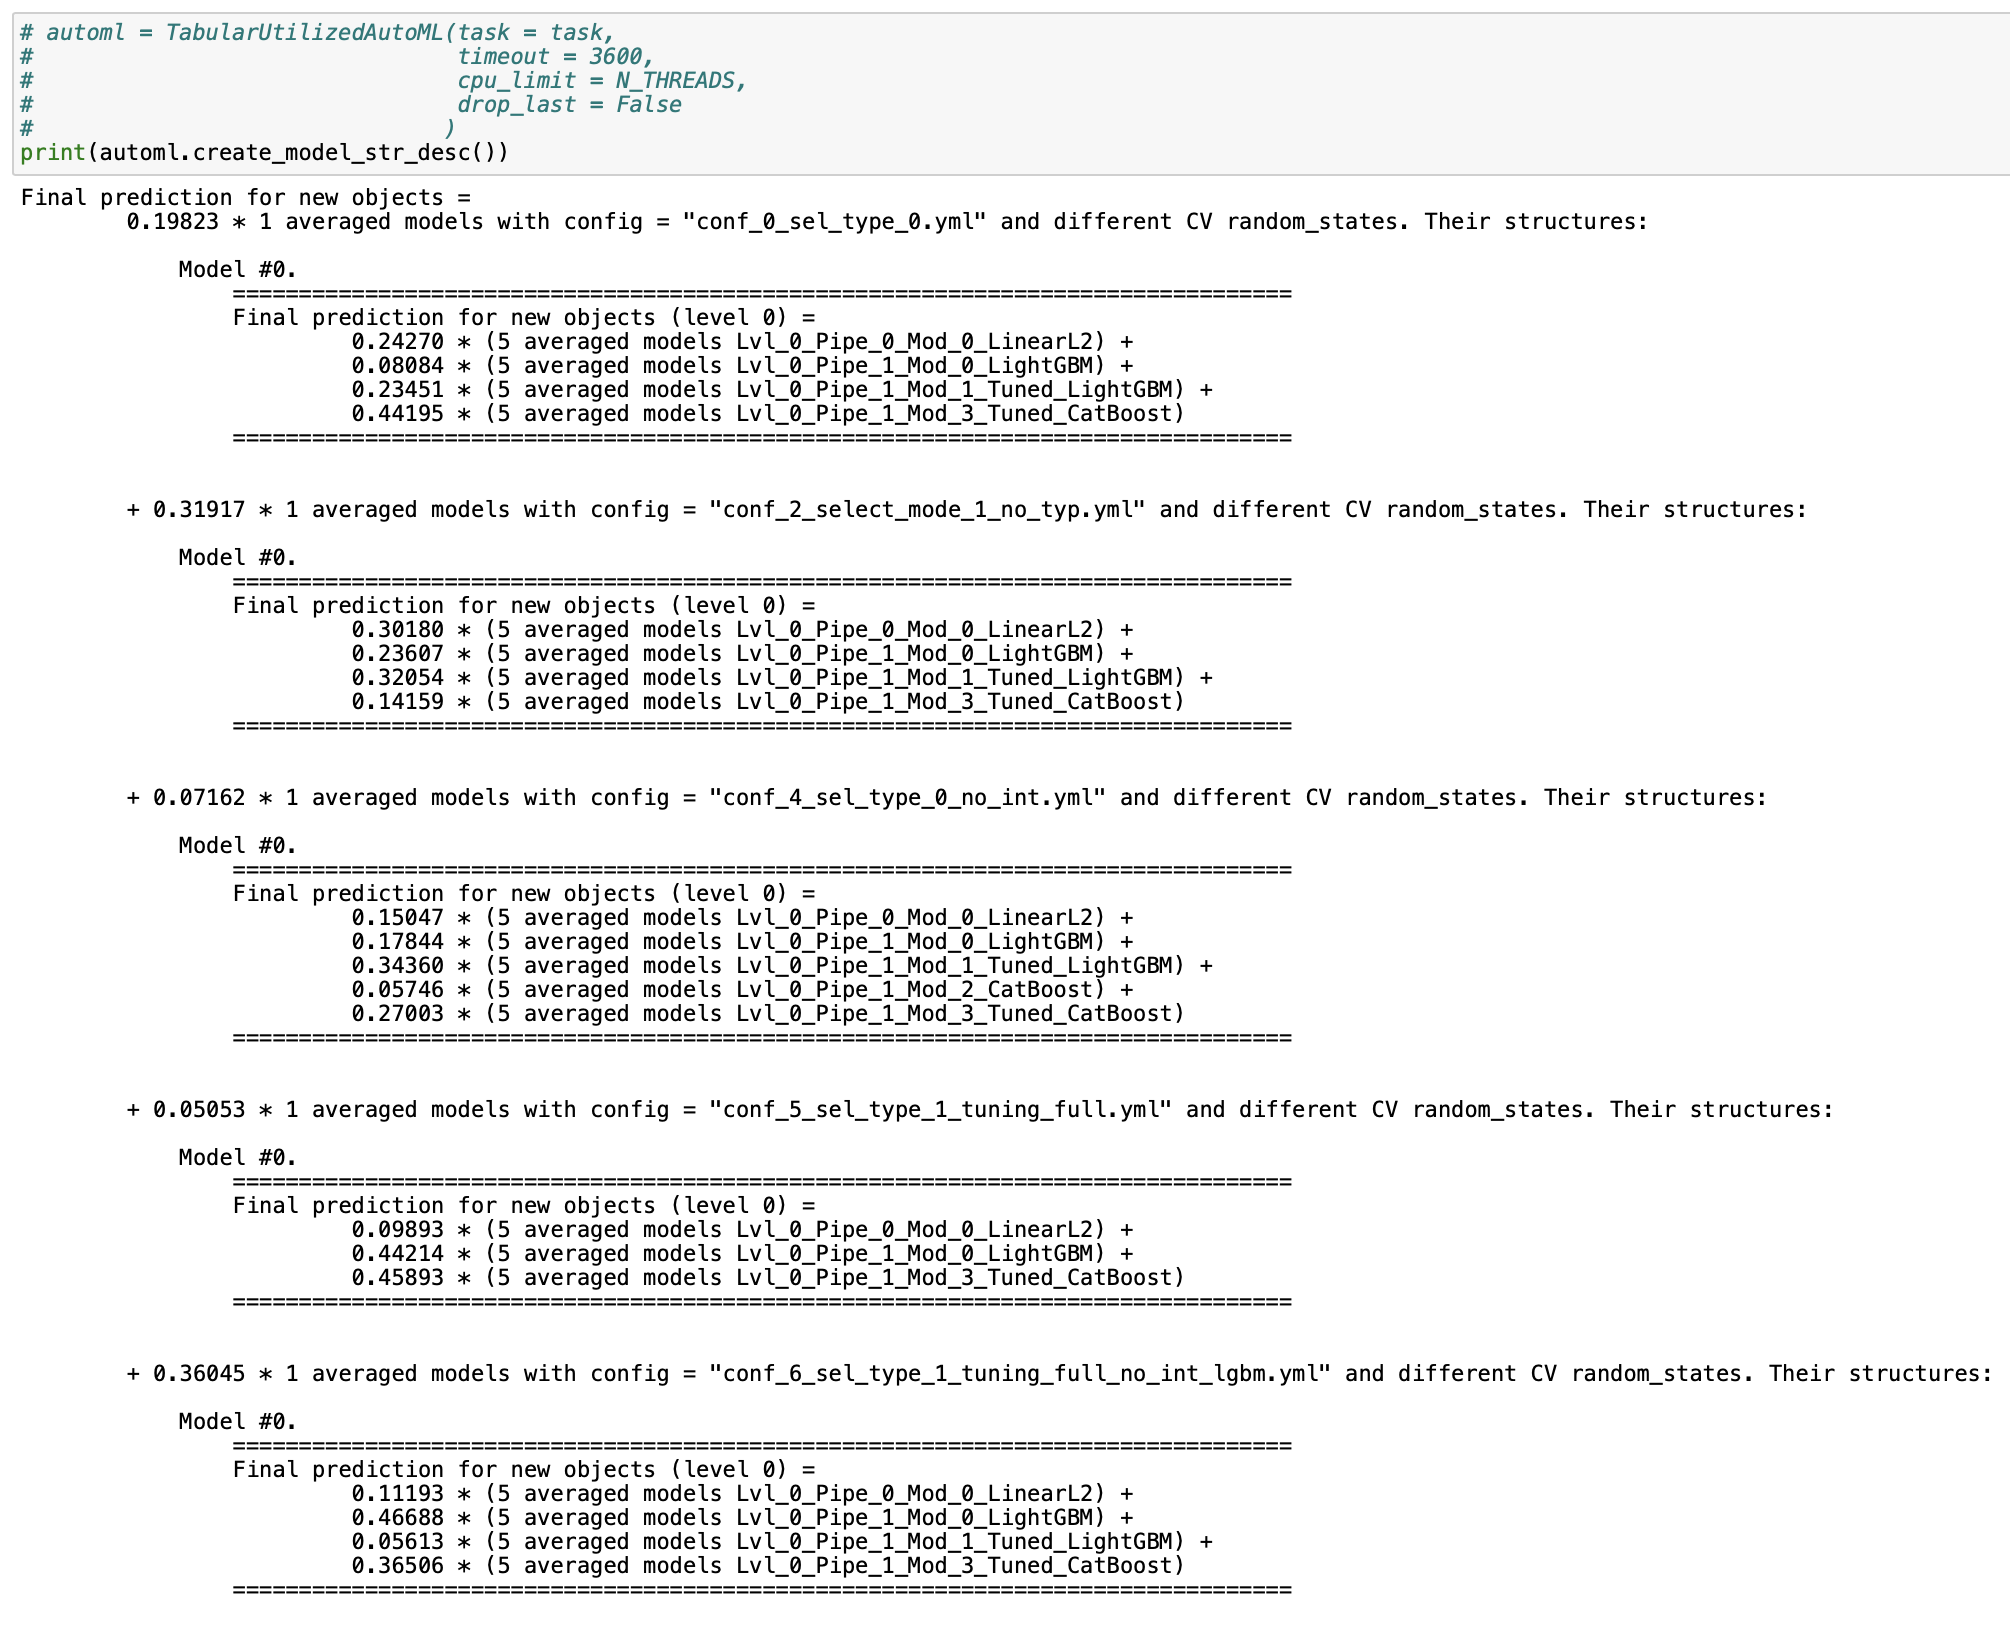 # automl = TabularUtilizedAutoML(task = task,
#                                 timeout = 3600,
#                                 cpu_limit = N_THREADS,
#                                 drop_last = False
#                                )
print(automl.create_model_str_desc())
Final prediction for new objects =
0.19823 * 1 averaged models with config = "conf_0_sel_type_0.yml" and different CV random_states. Their structures:
Model #0.
================================================================================
Final prediction for new objects (level 0) =
0.24270 * (5 averaged models Lvl_0_Pipe_0_Mod_0_LinearL2) +
0.08084 * (5 averaged models Lvl_0_Pipe_1_Mod_0_LightGBM) +
0.23451 * (5 averaged models Lvl_0_Pipe_1_Mod_1_Tuned_LightGBM) +
0.44195 * (5 averaged models Lvl_0_Pipe_1_Mod_3_Tuned_CatBoost)
================================================================================
+ 0.31917 * 1 averaged models with config = "conf_2_select_mode_1_no_typ.yml" and different CV random_states. Their structures:
Model #0.
================================================================================
Final prediction for new objects (level 0) =
0.30180 * (5 averaged models Lvl_0_Pipe_0_Mod_0_LinearL2) +
0.23607 * (5 averaged models Lvl_0_Pipe_1_Mod_0_LightGBM) +
0.32054 * (5 averaged models Lvl_0_Pipe_1_Mod_1_Tuned_LightGBM) +
0.14159 * (5 averaged models Lvl_0_Pipe_1_Mod_3_Tuned_CatBoost)
================================================================================
+ 0.07162 * 1 averaged models with config = "conf_4_sel_type_0_no_int.yml" and different CV random_states. Their structures:
Model #0.
================================================================================
Final prediction for new objects (level 0) =
0.15047 * (5 averaged models Lvl_0_Pipe_0_Mod_0_LinearL2) +
0.17844 * (5 averaged models Lvl_0_Pipe_1_Mod_0_LightGBM) +
0.34360 * (5 averaged models Lvl_0_Pipe_1_Mod_1_Tuned_LightGBM) +
0.05746 * (5 averaged models Lvl_0_Pipe_1_Mod_2_CatBoost) +
0.27003 * (5 averaged models Lvl_0_Pipe_1_Mod_3_Tuned_CatBoost)
================================================================================
+ 0.05053 * 1 averaged models with config = "conf_5_sel_type_1_tuning_full.yml" and different CV random_states. Their structures:
Model #0.
================================================================================
Final prediction for new objects (level 0) =
0.09893 * (5 averaged models Lvl_0_Pipe_0_Mod_0_LinearL2) +
0.44214 * (5 averaged models Lvl_0_Pipe_1_Mod_0_LightGBM) +
0.45893 * (5 averaged models Lvl_0_Pipe_1_Mod_3_Tuned_CatBoost)
================================================================================
+ 0.36045 * 1 averaged models with config = "conf_6_sel_type_1_tuning_full_no_int_lgbm.yml" and different CV random_states. Their structures:
Model #0.
================================================================================
Final prediction for new objects (level 0) =
0.11193 * (5 averaged models Lvl_0_Pipe_0_Mod_0_LinearL2) +
0.46688 * (5 averaged models Lvl_0_Pipe_1_Mod_0_LightGBM) +
0.05613 * (5 averaged models Lvl_0_Pipe_1_Mod_1_Tuned_LightGBM) +
0.36506 * (5 averaged models Lvl_0_Pipe_1_Mod_3_Tuned_CatBoost)
================================================================================